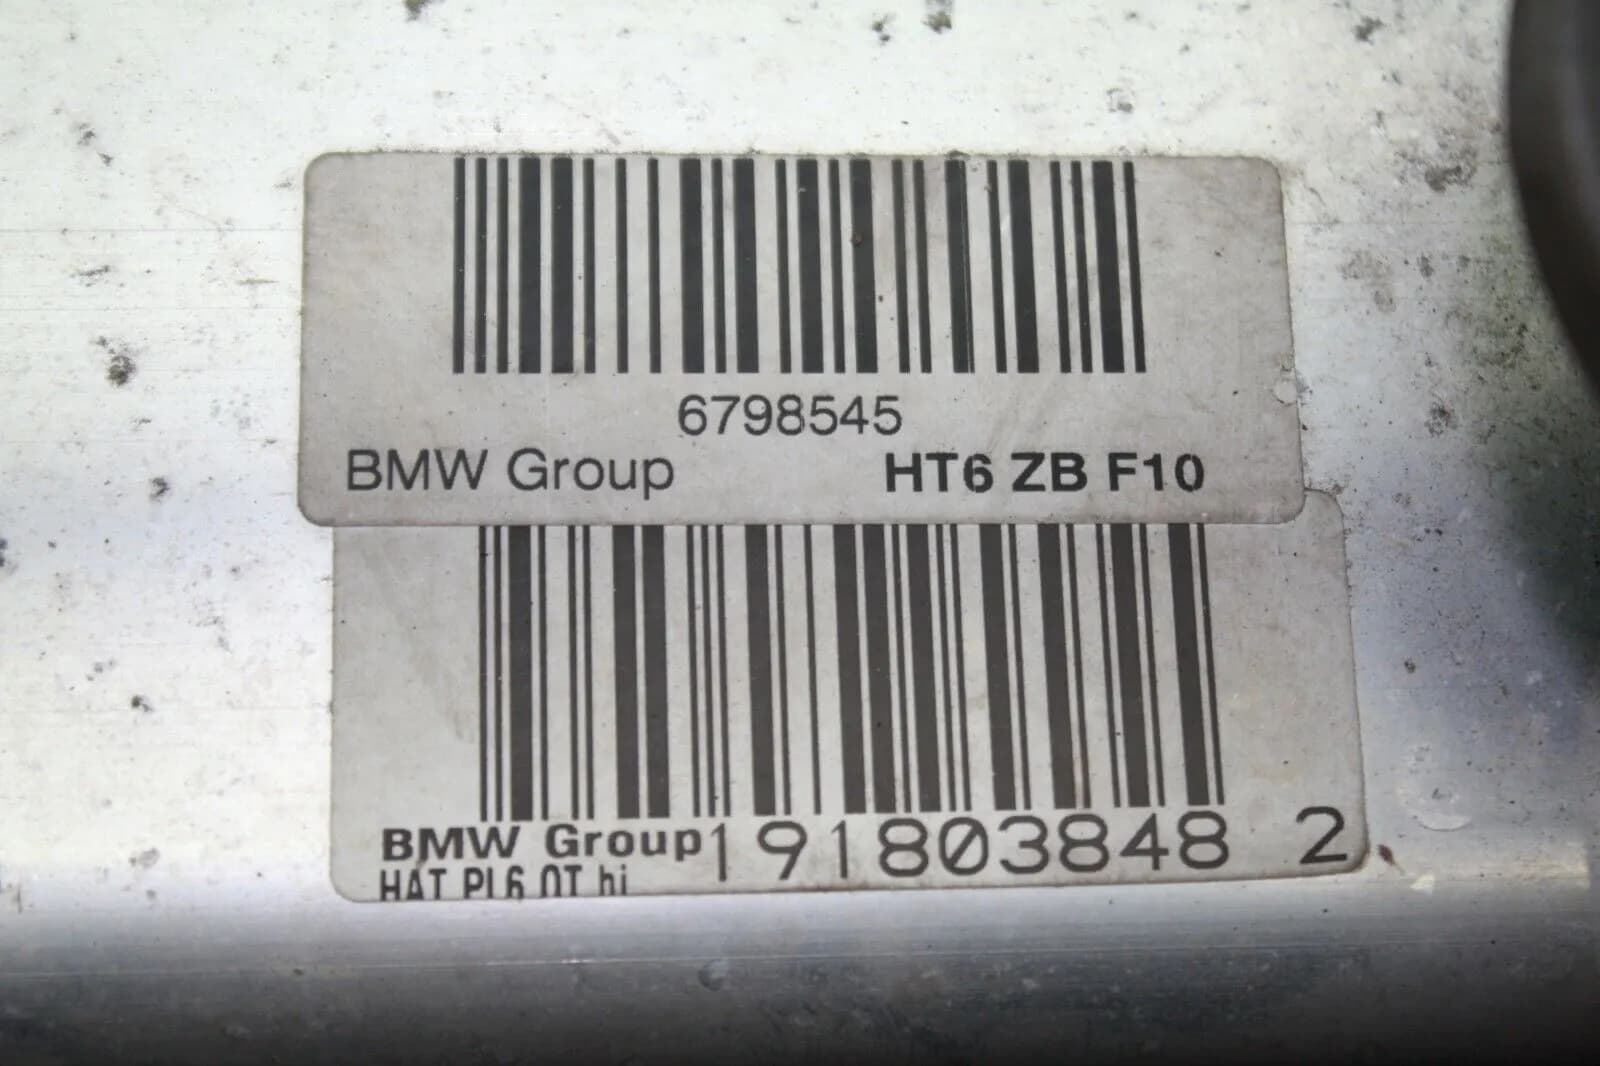 6798545
BMW Group HT6 ZB F10
BMW Group 191803848 2
HAT PL6 OT hi